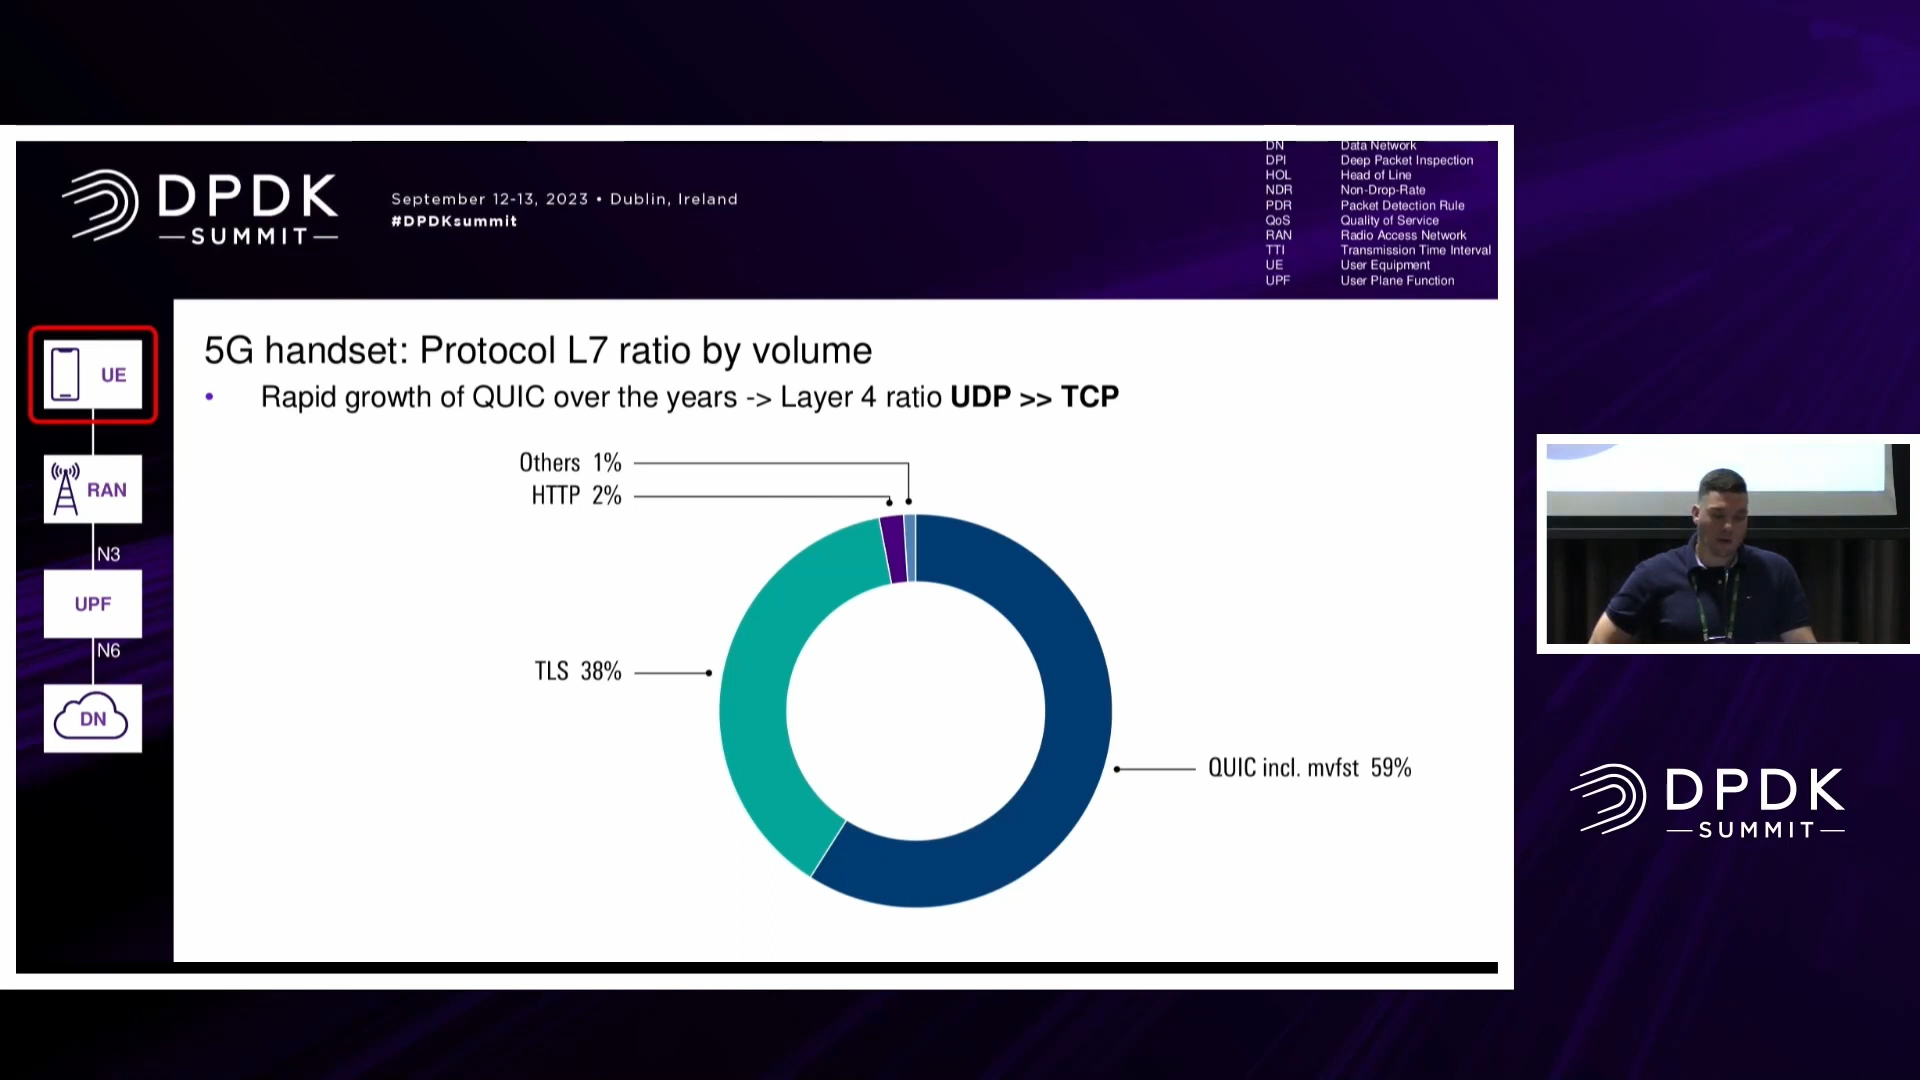 DPDK
SUMMIT
September 12-13, 2023 • Dublin, Ireland
#DPDKsummit
DN Data Network
DPI Deep Packet Inspection
HOL Head of Line
NDR Non-Drop-Rate
PDR Packet Detection Rule
QoS Quality of Service
RAN Radio Access Network
TTI Transmission Time Interval
UE User Equipment
UPF User Plane Function
UE
RAN
N3
UPF
N6
DN
5G handset: Protocol L7 ratio by volume
• Rapid growth of QUIC over the years -> Layer 4 ratio UDP >> TCP
Others 1%
HTTP 2%
TLS 38%
QUIC incl. mvfst 59%
DPDK
SUMMIT